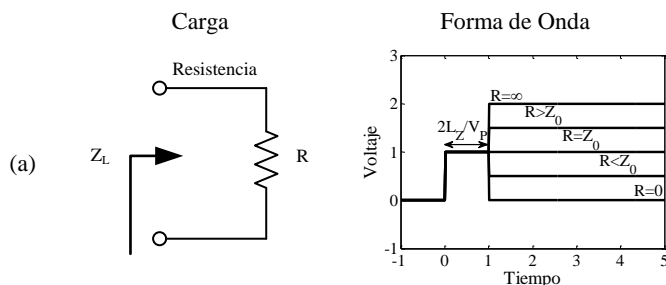 Carga
Forma de Onda
(a)
Resistencia
Z_L
R
Voltaje
3
2
1
0
-1
2L_Z/V_P
R=∞
R>Z_0
R=Z_0
R<Z_0
R=0
-1 0 1 2 3 4 5
Tiempo